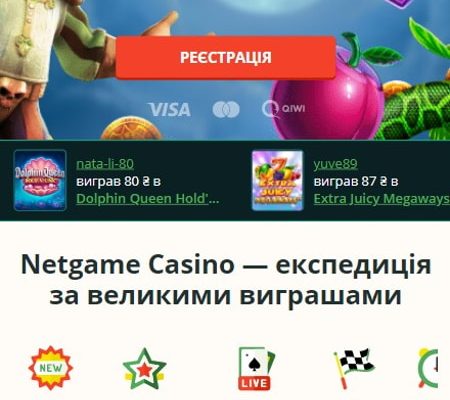 РЕЄСТРАЦІЯ
VISA QIWI
nata-li-80
виграв 80 ₴ в
Dolphin Queen Hold'...
yuve89
виграв 87 ₴ в
Extra Juicy Megaways
Netgame Casino — експедиція
за великими виграшами
NEW
LIVE